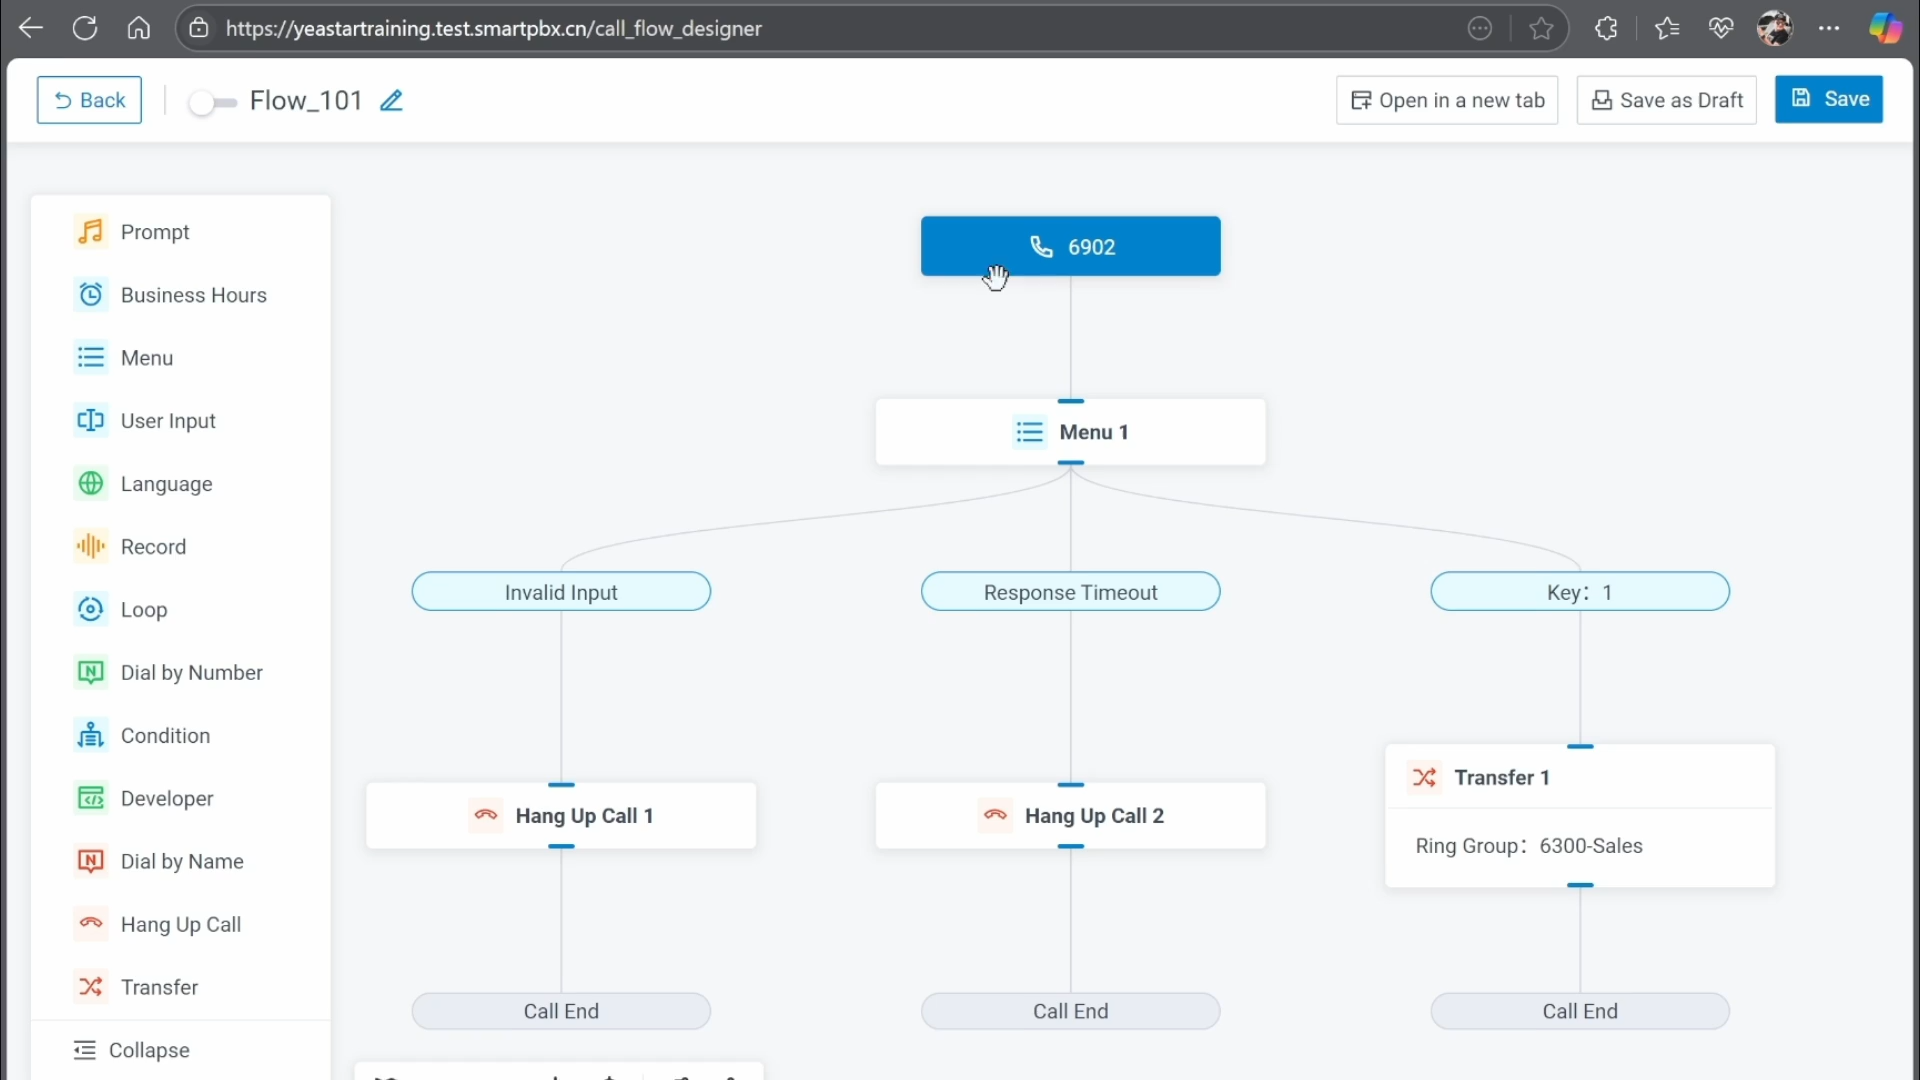 https://yeastartraining.test.smartpbx.cn/call_flow_designer
Back
Flow_101
Open in a new tab
Save as Draft
Save
Prompt
Business Hours
Menu
User Input
Language
Record
Loop
Dial by Number
Condition
Developer
Dial by Name
Hang Up Call
Transfer
Collapse
6902
Menu 1
Invalid Input
Response Timeout
Key: 1
Hang Up Call 1
Hang Up Call 2
Transfer 1
Ring Group: 6300-Sales
Call End
Call End
Call End